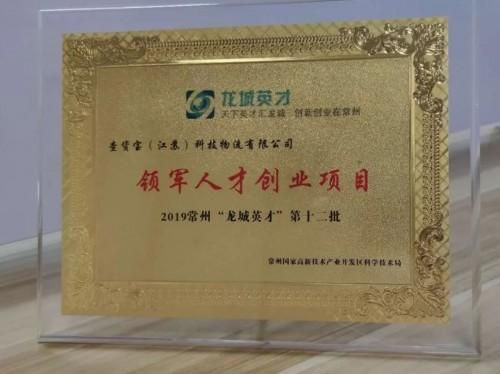 龙城英才
天下英才汇龙城 创新创业在常州
查货宝（江苏）科技物流有限公司
领军人才创业项目
2019常州“龙城英才”第十二批
常州国家高新技术产业开发区科学技术局